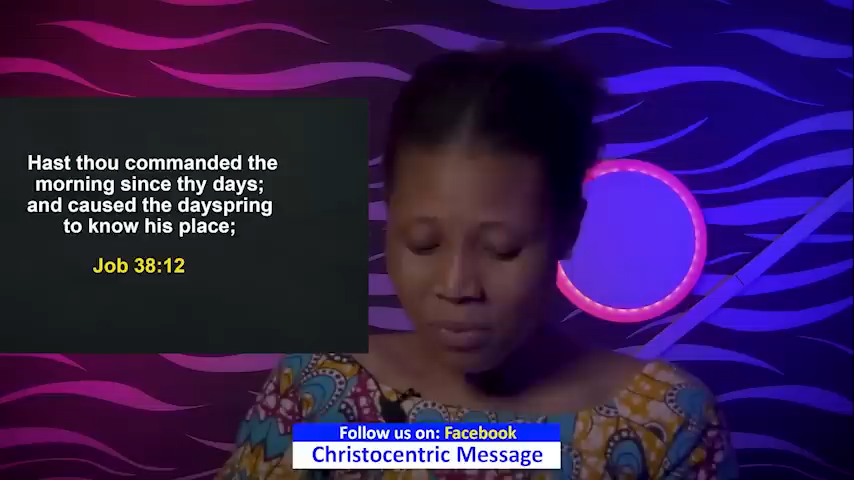 Hast thou commanded the
morning since thy days;
and caused the dayspring
to know his place;
Job 38:12
Follow us on: Facebook
Christocentric Message